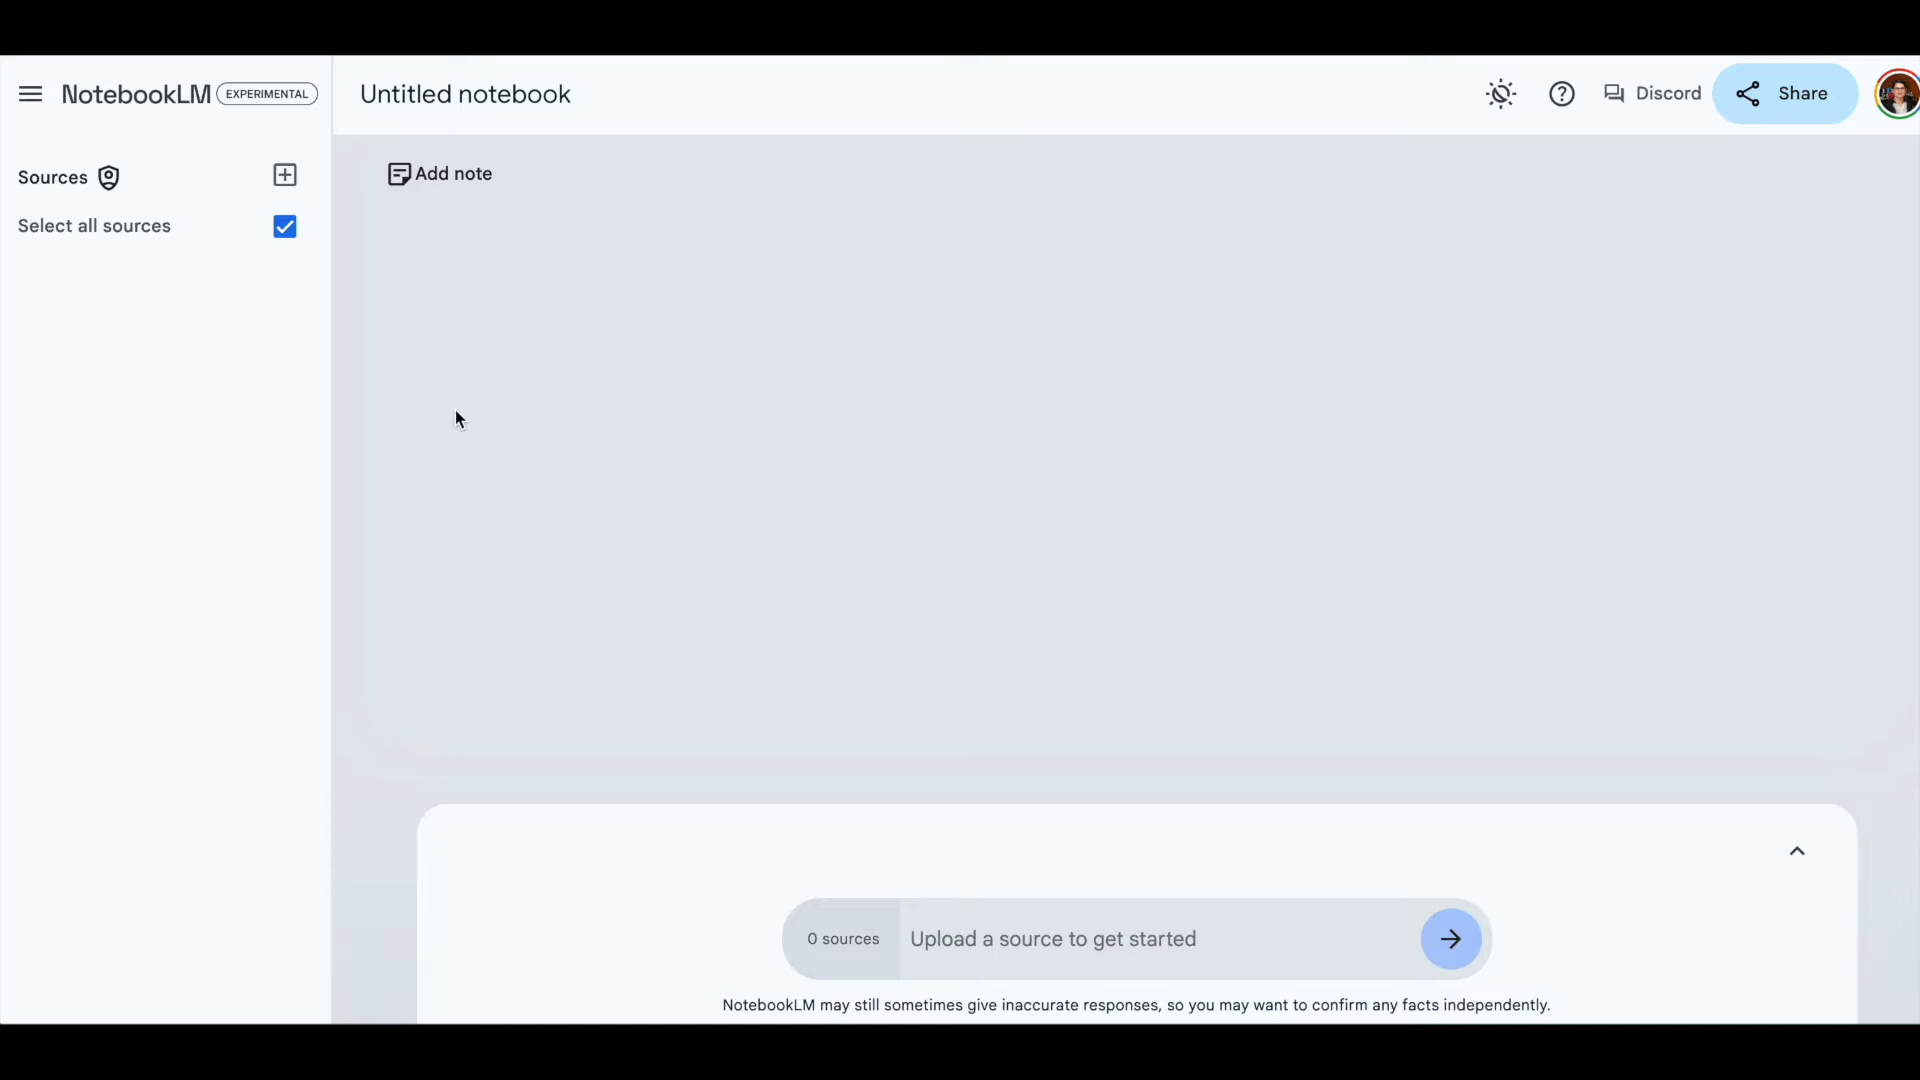 NotebookLM EXPERIMENTAL
Untitled notebook
Discord
Share
Sources
Select all sources
Add note
0 sources
Upload a source to get started
NotebookLM may still sometimes give inaccurate responses, so you may want to confirm any facts independently.